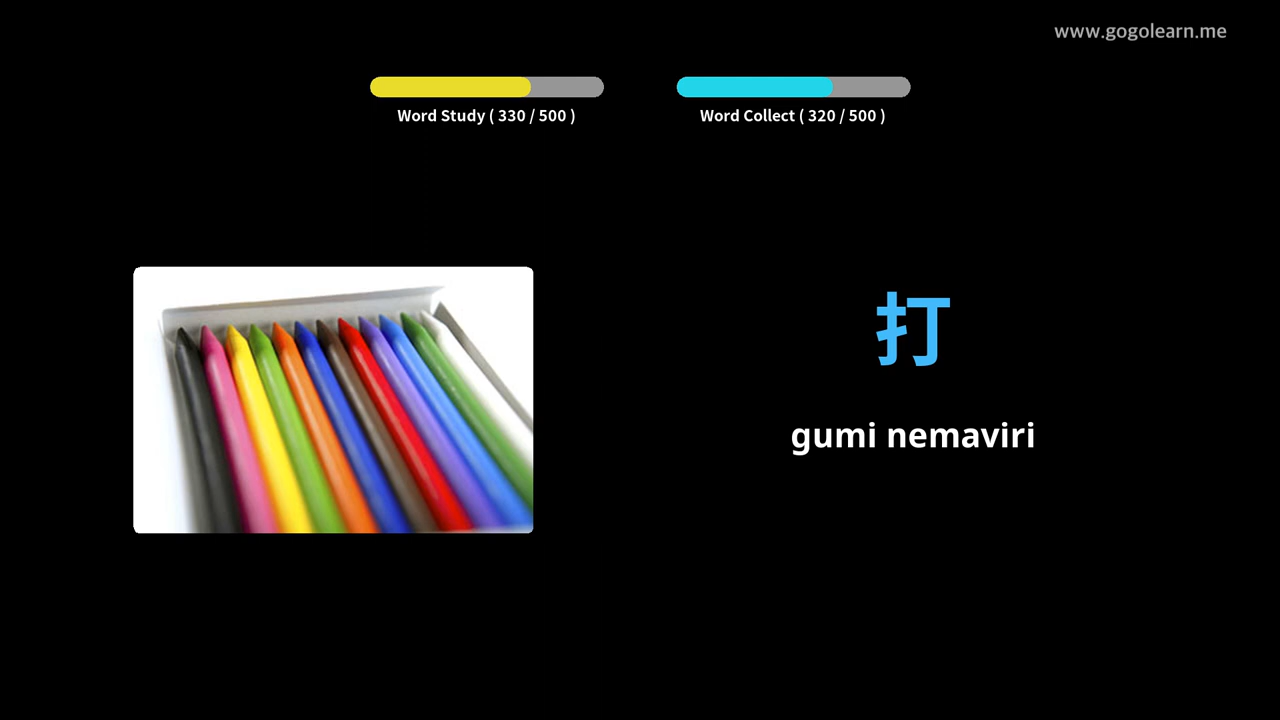 www.gogolearn.me
Word Study ( 330 / 500 )
Word Collect ( 320 / 500 )
打
gumi nemaviri